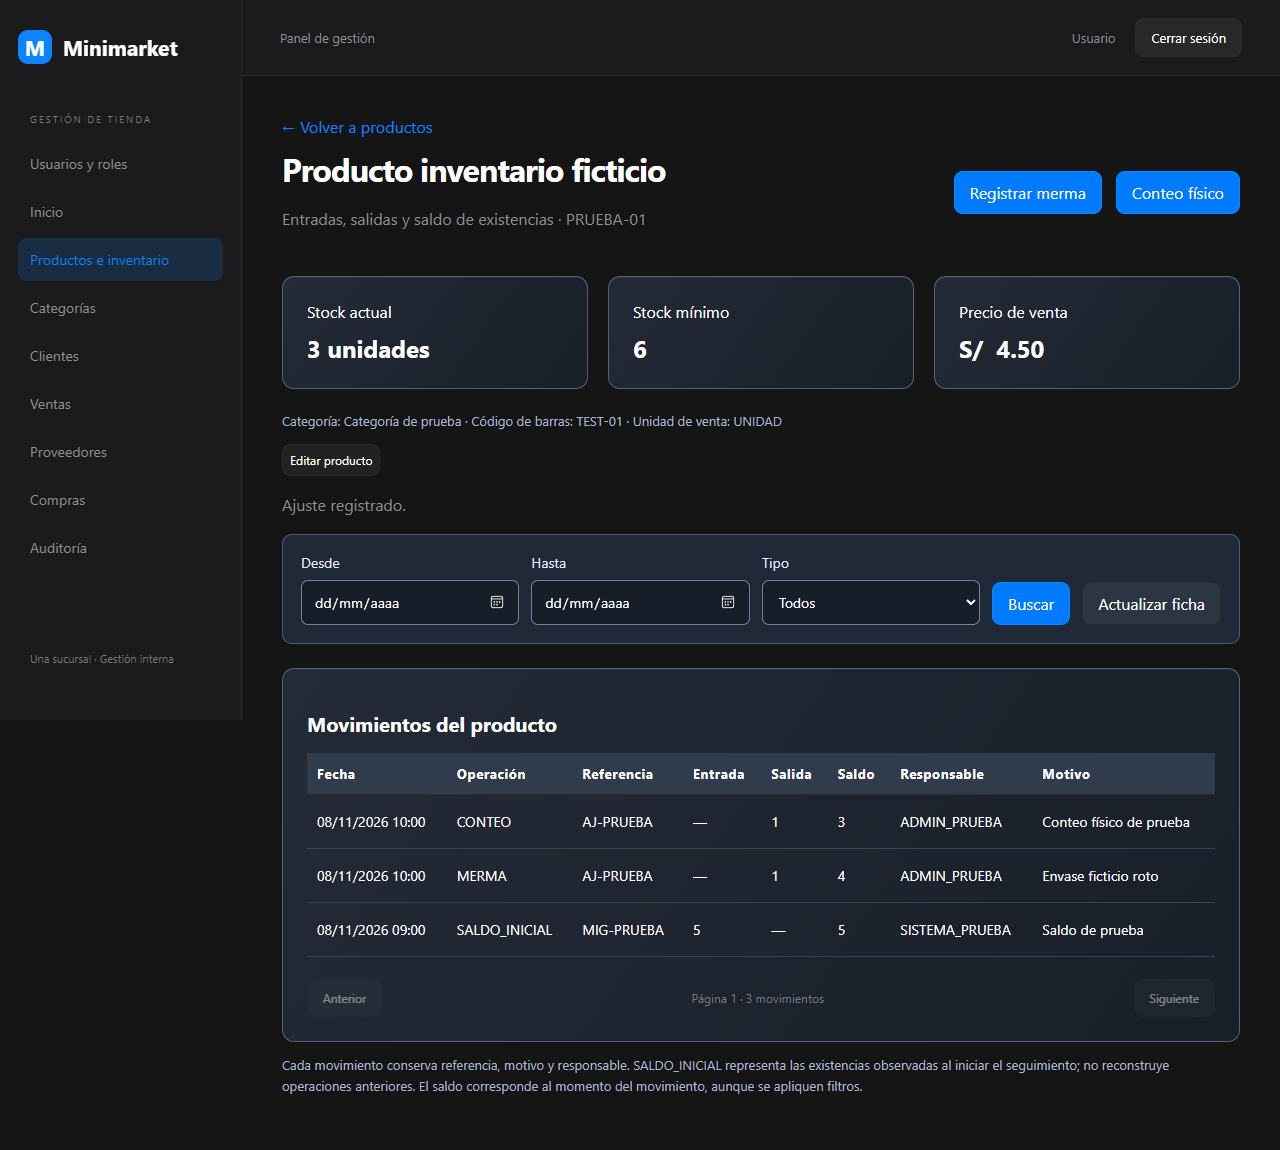 M Minimarket
Panel de gestión
Usuario
Cerrar sesión
GESTIÓN DE TIENDA
Usuarios y roles
Inicio
Productos e inventario
Categorías
Clientes
Ventas
Proveedores
Compras
Auditoría
Una sucursal · Gestión interna
← Volver a productos
Producto inventario ficticio
Entradas, salidas y saldo de existencias · PRUEBA-01
Registrar merma
Conteo físico
Stock actual
3 unidades
Stock mínimo
6
Precio de venta
S/ 4.50
Categoría: Categoría de prueba · Código de barras: TEST-01 · Unidad de venta: UNIDAD
Editar producto
Ajuste registrado.
Desde
dd/mm/aaaa
Hasta
dd/mm/aaaa
Tipo
Todos
Buscar
Actualizar ficha
Movimientos del producto
Fecha Operación Referencia Entrada Salida Saldo Responsable Motivo
08/11/2026 10:00 CONTEO AJ-PRUEBA — 1 3 ADMIN_PRUEBA Conteo físico de prueba
08/11/2026 10:00 MERMA AJ-PRUEBA — 1 4 ADMIN_PRUEBA Envase ficticio roto
08/11/2026 09:00 SALDO_INICIAL MIG-PRUEBA 5 — 5 SISTEMA_PRUEBA Saldo de prueba
Anterior
Página 1 · 3 movimientos
Siguiente
Cada movimiento conserva referencia, motivo y responsable. SALDO_INICIAL representa las existencias observadas al iniciar el seguimiento; no reconstruye
operaciones anteriores. El saldo corresponde al momento del movimiento, aunque se apliquen filtros.